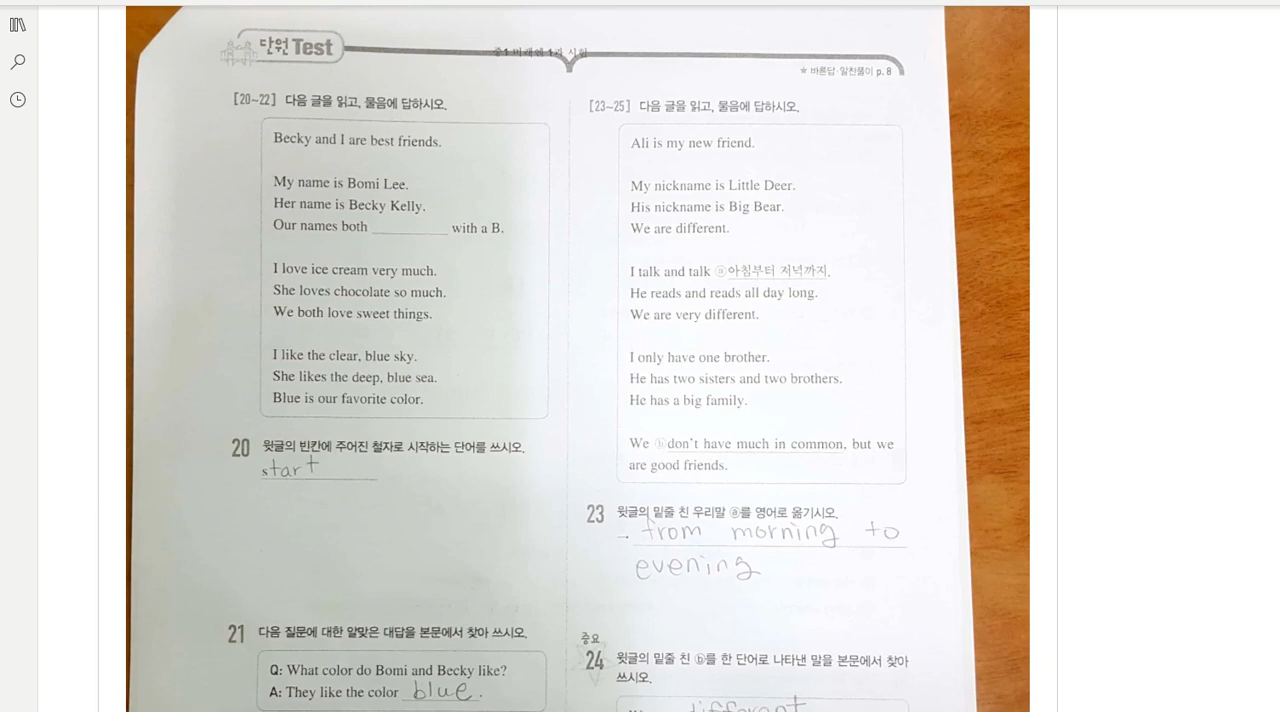 단원 Test
중1 미래엔 1과 시험
★ 바른답·알찬풀이 p. 8
[20~22] 다음 글을 읽고, 물음에 답하시오.
Becky and I are best friends.
My name is Bomi Lee.
Her name is Becky Kelly.
Our names both ________ with a B.
I love ice cream very much.
She loves chocolate so much.
We both love sweet things.
I like the clear, blue sky.
She likes the deep, blue sea.
Blue is our favorite color.
20 윗글의 빈칸에 주어진 철자로 시작하는 단어를 쓰시오.
start
21 다음 질문에 대한 알맞은 대답을 본문에서 찾아 쓰시오.
Q: What color do Bomi and Becky like?
A: They like the color blue.
[23~25] 다음 글을 읽고, 물음에 답하시오.
Ali is my new friend.
My nickname is Little Deer.
His nickname is Big Bear.
We are different.
I talk and talk ⓐ아침부터 저녁까지.
He reads and reads all day long.
We are very different.
I only have one brother.
He has two sisters and two brothers.
He has a big family.
We ⓑdon't have much in common, but we
are good friends.
23 윗글의 밑줄 친 우리말 ⓐ를 영어로 옮기시오.
→ from morning to
evening
중요
24 윗글의 밑줄 친 ⓑ를 한 단어로 나타낸 말을 본문에서 찾아
쓰시오.
different